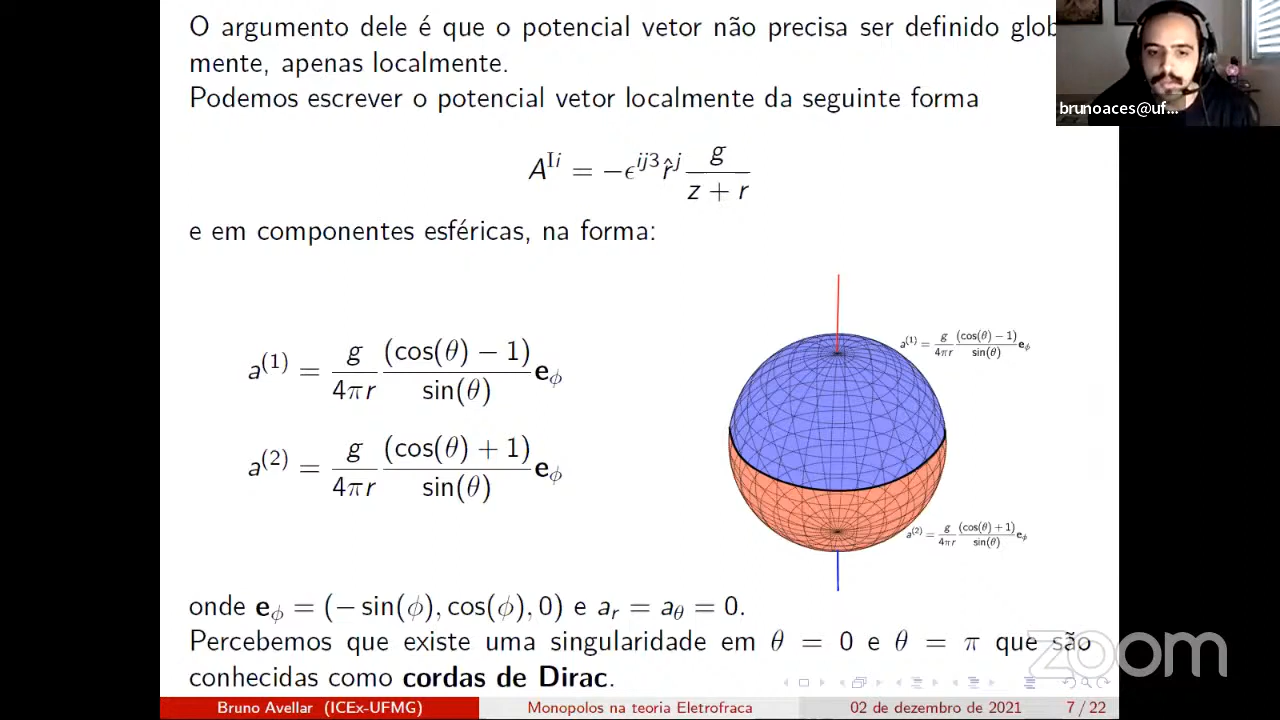 O argumento dele é que o potencial vetor não precisa ser definido glob
mente, apenas localmente.
Podemos escrever o potencial vetor localmente da seguinte forma
A^{Ii} = −ϵ^{ij3} r̂^j g/(z + r)
e em componentes esféricas, na forma:
a^{(1)} = g/(4πr) (cos(θ) − 1)/sin(θ) e_ϕ
a^{(2)} = g/(4πr) (cos(θ) + 1)/sin(θ) e_ϕ
a^{(1)} = g/(4πr) (cos(θ) − 1)/sin(θ) e_ϕ
a^{(2)} = g/(4πr) (cos(θ) + 1)/sin(θ) e_ϕ
onde e_ϕ = (− sin(ϕ), cos(ϕ), 0) e a_r = a_θ = 0.
Percebemos que existe uma singularidade em θ = 0 e θ = π que são
conhecidas como cordas de Dirac.
Bruno Avellar (ICEx-UFMG)
Monopolos na teoria Eletrofraca
02 de dezembro de 2021
7 / 22
brunoaces@uf...
zoom